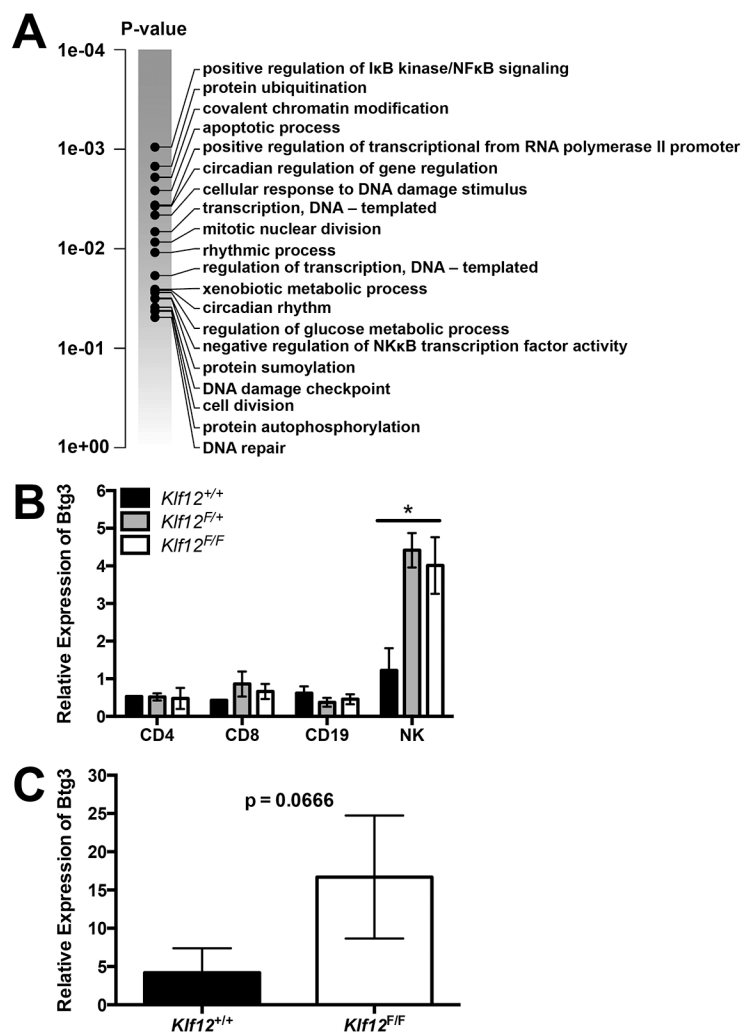 A
P-value
1e-04
1e-03
1e-02
1e-01
1e+00
positive regulation of IκB kinase/NFκB signaling
protein ubiquitination
covalent chromatin modification
apoptotic process
positive regulation of transcriptional from RNA polymerase II promoter
circadian regulation of gene regulation
cellular response to DNA damage stimulus
transcription, DNA – templated
mitotic nuclear division
rhythmic process
regulation of transcription, DNA – templated
xenobiotic metabolic process
circadian rhythm
regulation of glucose metabolic process
negative regulation of NKκB transcription factor activity
protein sumoylation
DNA damage checkpoint
cell division
protein autophosphorylation
DNA repair
B
Relative Expression of Btg3
6
5
4
3
2
1
0
Klf12+/+
Klf12F/+
Klf12F/F
*
CD4 CD8 CD19 NK
C
Relative Expression of Btg3
30
25
20
15
10
5
0
p = 0.0666
Klf12+/+ Klf12F/F